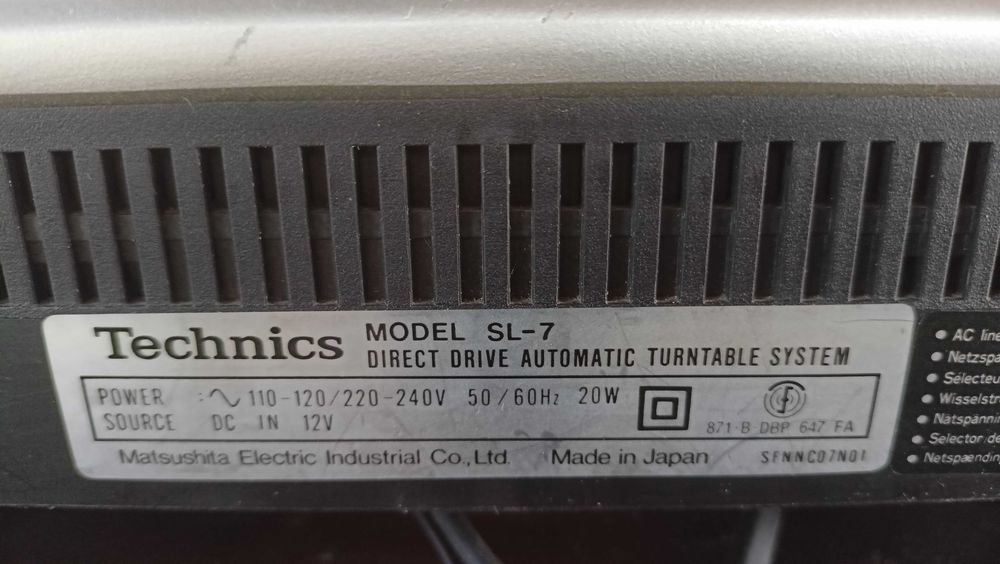 Technics MODEL SL-7
DIRECT DRIVE AUTOMATIC TURNTABLE SYSTEM
POWER SOURCE
110-120/220-240V 50/60Hz 20W
DC IN 12V
871-B DBP 647 FA
Matsushita Electric Industrial Co.,Ltd. Made in Japan SFNNC07N01
AC line
Netzspa
Sélecteu
Wisselstr
Nätspännin
Selector de
Netspændin